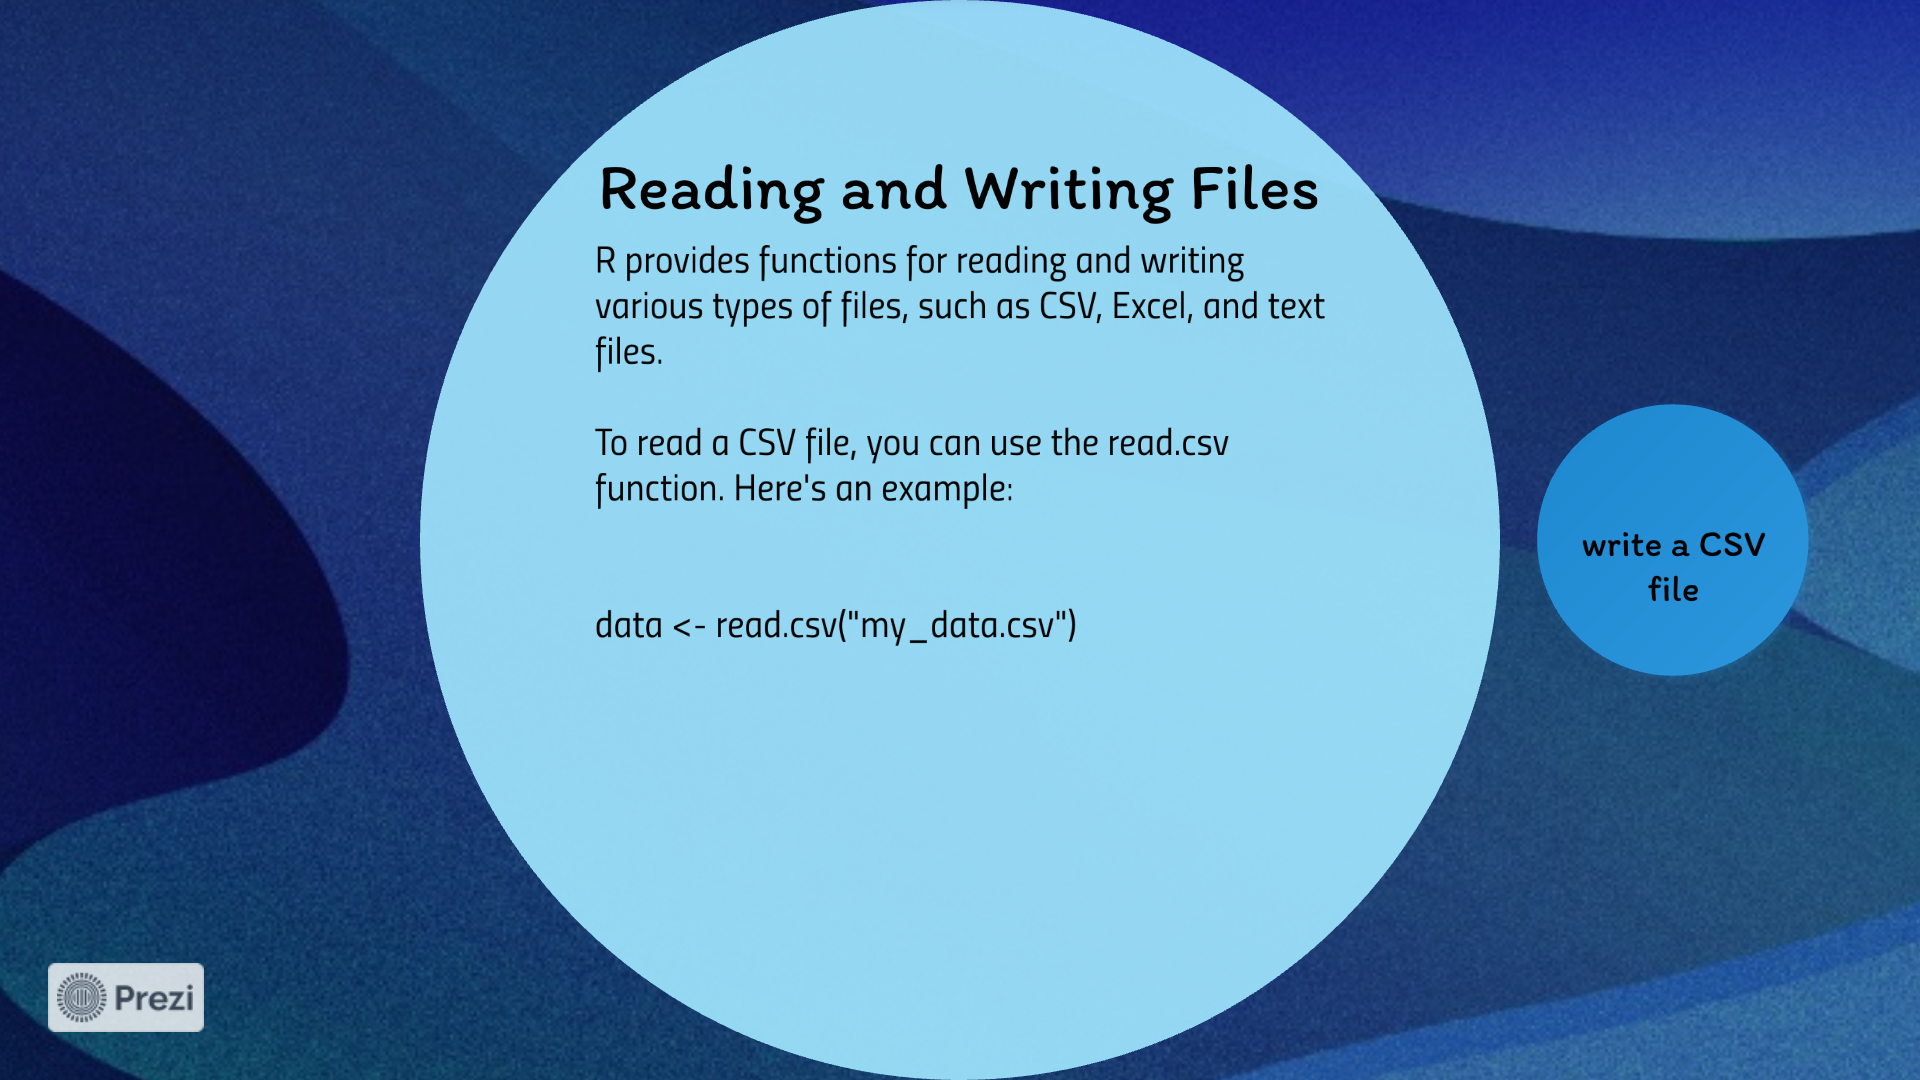 Reading and Writing Files
R provides functions for reading and writing
various types of files, such as CSV, Excel, and text
files.
To read a CSV file, you can use the read.csv
function. Here's an example:
data <- read.csv("my_data.csv")
write a CSV
file
Prezi